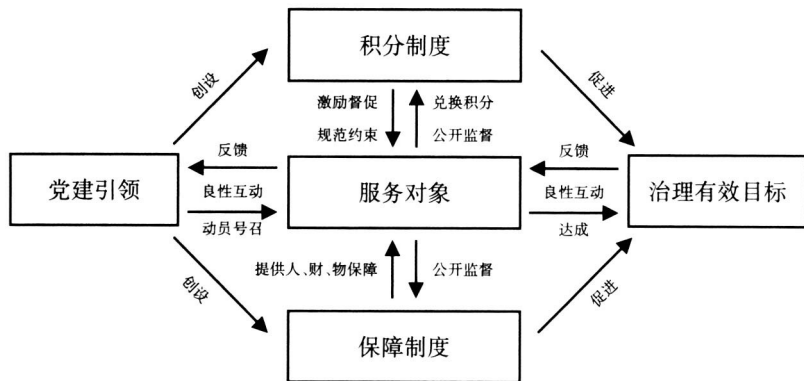 积分制度
创设
促进
激励督促 兑换积分
规范约束 公开监督
反馈 反馈
党建引领 良性互动 服务对象 良性互动 治理有效目标
动员号召 达成
提供人、财、物保障 公开监督
创设
促进
保障制度